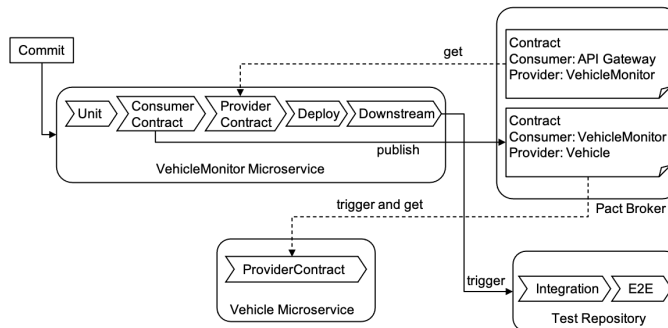 Commit
get
Contract
Consumer: API Gateway
Provider: VehicleMonitor
Unit
Consumer
Contract
Provider
Contract
Deploy
Downstream
publish
VehicleMonitor Microservice
Contract
Consumer: VehicleMonitor
Provider: Vehicle
Pact Broker
trigger and get
ProviderContract
Vehicle Microservice
trigger
Integration
E2E
Test Repository